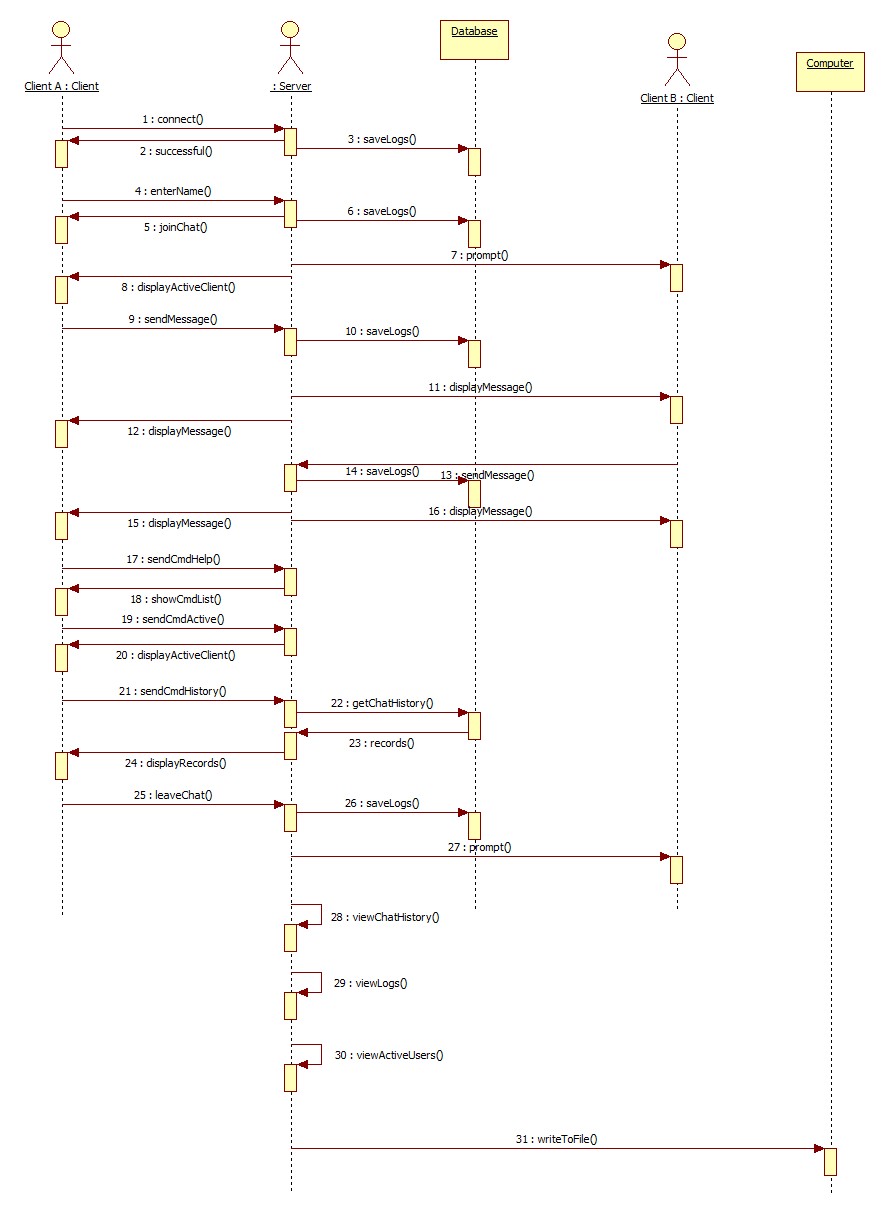 Database
Computer
Client A : Client
: Server
Client B : Client
1 : connect()
2 : successful()
3 : saveLogs()
4 : enterName()
5 : joinChat()
6 : saveLogs()
7 : prompt()
8 : displayActiveClient()
9 : sendMessage()
10 : saveLogs()
11 : displayMessage()
12 : displayMessage()
14 : saveLogs()
13 : sendMessage()
15 : displayMessage()
16 : displayMessage()
17 : sendCmdHelp()
18 : showCmdList()
19 : sendCmdActive()
20 : displayActiveClient()
21 : sendCmdHistory()
22 : getChatHistory()
23 : records()
24 : displayRecords()
25 : leaveChat()
26 : saveLogs()
27 : prompt()
28 : viewChatHistory()
29 : viewLogs()
30 : viewActiveUsers()
31 : writeToFile()